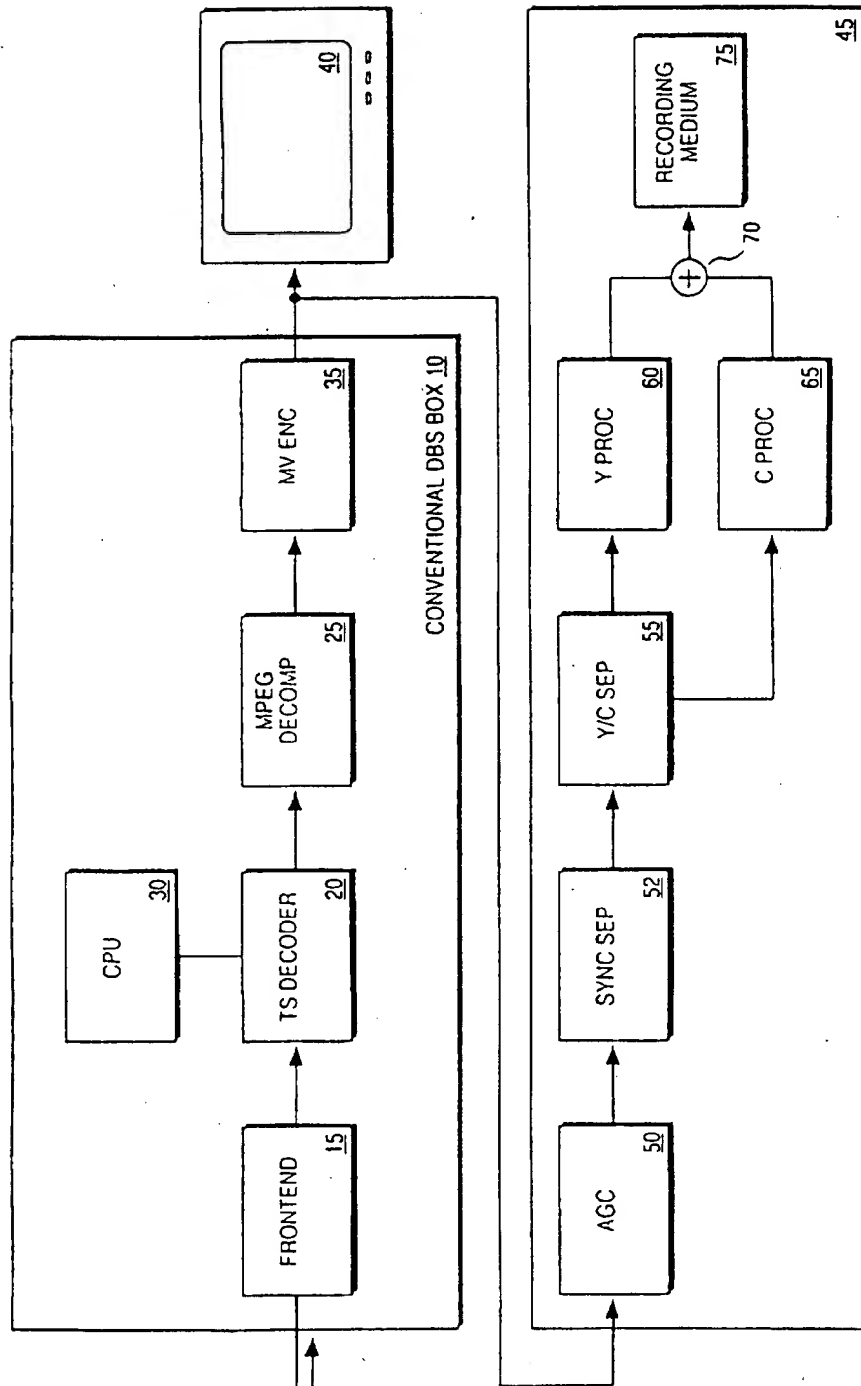 FRONTEND
15
CPU
30
TS DECODER
20
MPEG
DECOMP
25
MV ENC
35
CONVENTIONAL DBS BOX 10
40
AGC
50
SYNC SEP
52
Y/C SEP
55
Y PROC
60
C PROC
65
70
RECORDING
MEDIUM
75
45